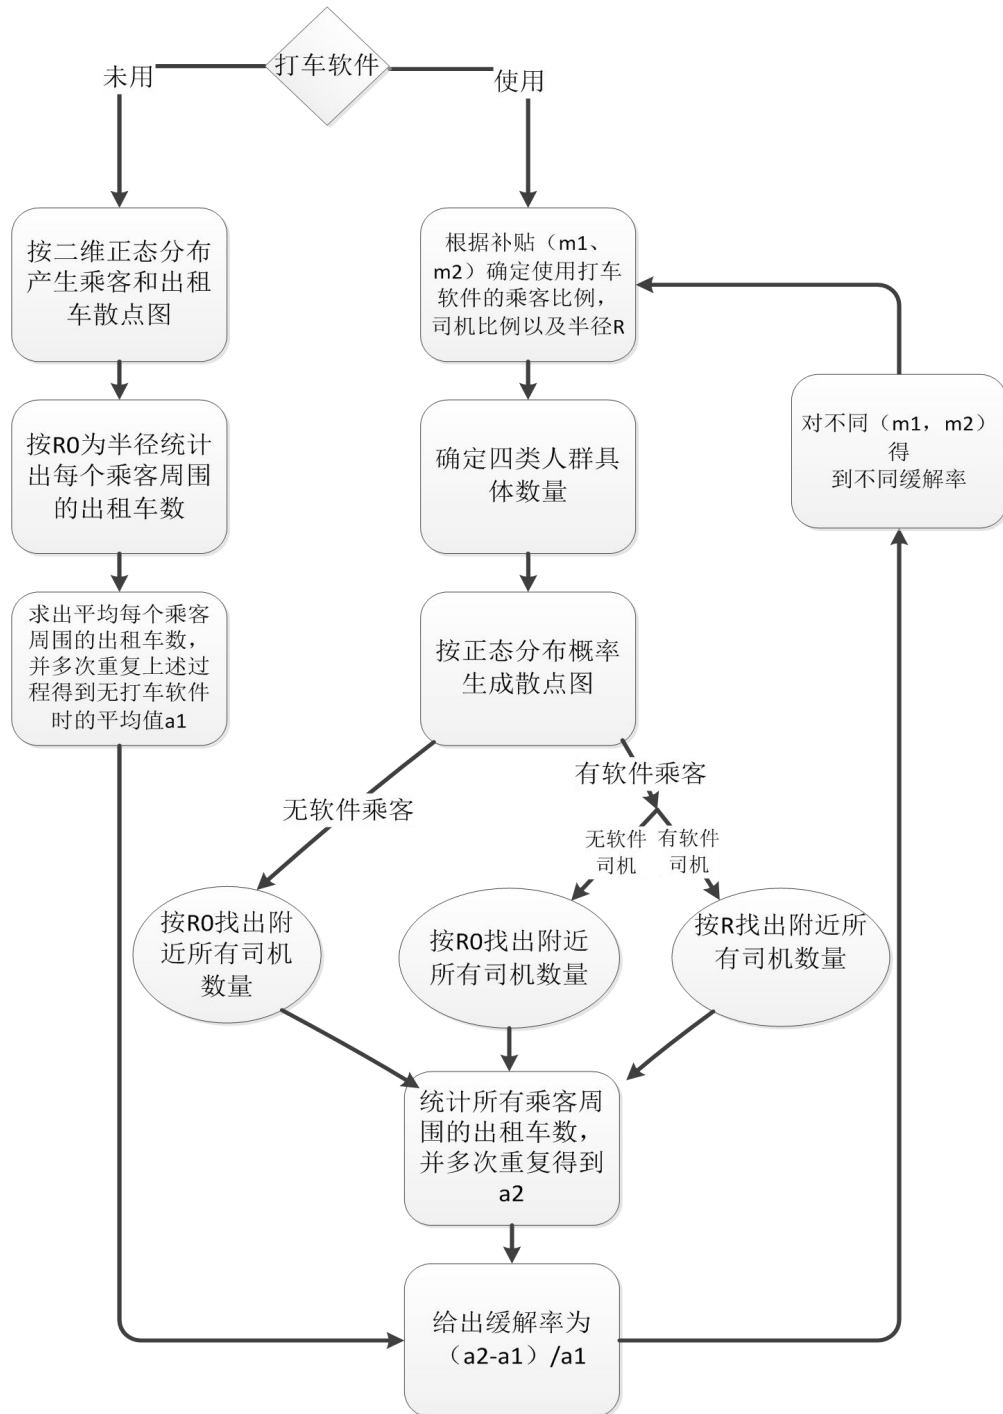 打车软件
未用
使用
按二维正态分布
产生乘客和出租
车散点图
根据补贴（m1、
m2）确定使用打车
软件的乘客比例，
司机比例以及半径R
按R0为半径统计
出每个乘客周围
的出租车数
确定四类人群具
体数量
对不同（m1，m2）
得
到不同缓解率
求出平均每个乘客
周围的出租车数，
并多次重复上述过
程得到无打车软件
时的平均值a1
按正态分布概率
生成散点图
无软件乘客
有软件乘客
无软件
司机
有软件
司机
按R0找出附
近所有司机
数量
按R0找出附近
所有司机数量
按R找出附近所
有司机数量
统计所有乘客周
围的出租车数，
并多次重复得到
a2
给出缓解率为
（a2-a1）/a1